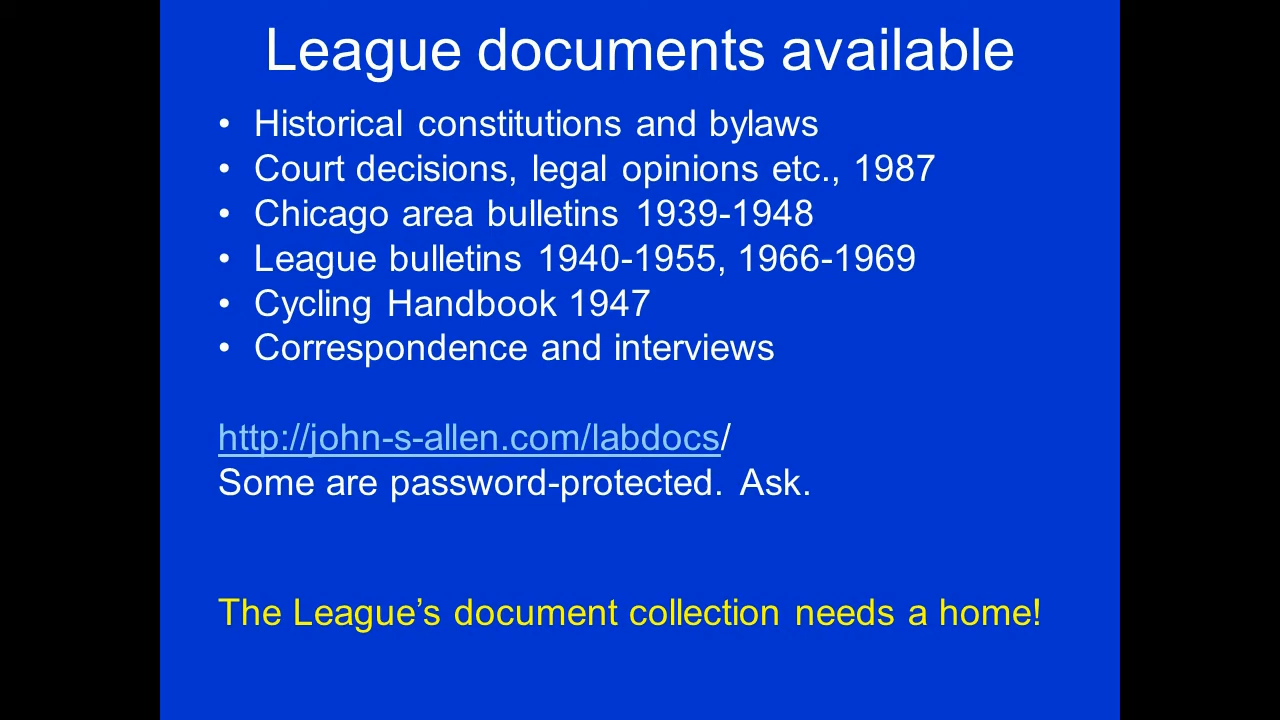 League documents available
• Historical constitutions and bylaws
• Court decisions, legal opinions etc., 1987
• Chicago area bulletins 1939-1948
• League bulletins 1940-1955, 1966-1969
• Cycling Handbook 1947
• Correspondence and interviews
http://john-s-allen.com/labdocs/
Some are password-protected. Ask.
The League’s document collection needs a home!